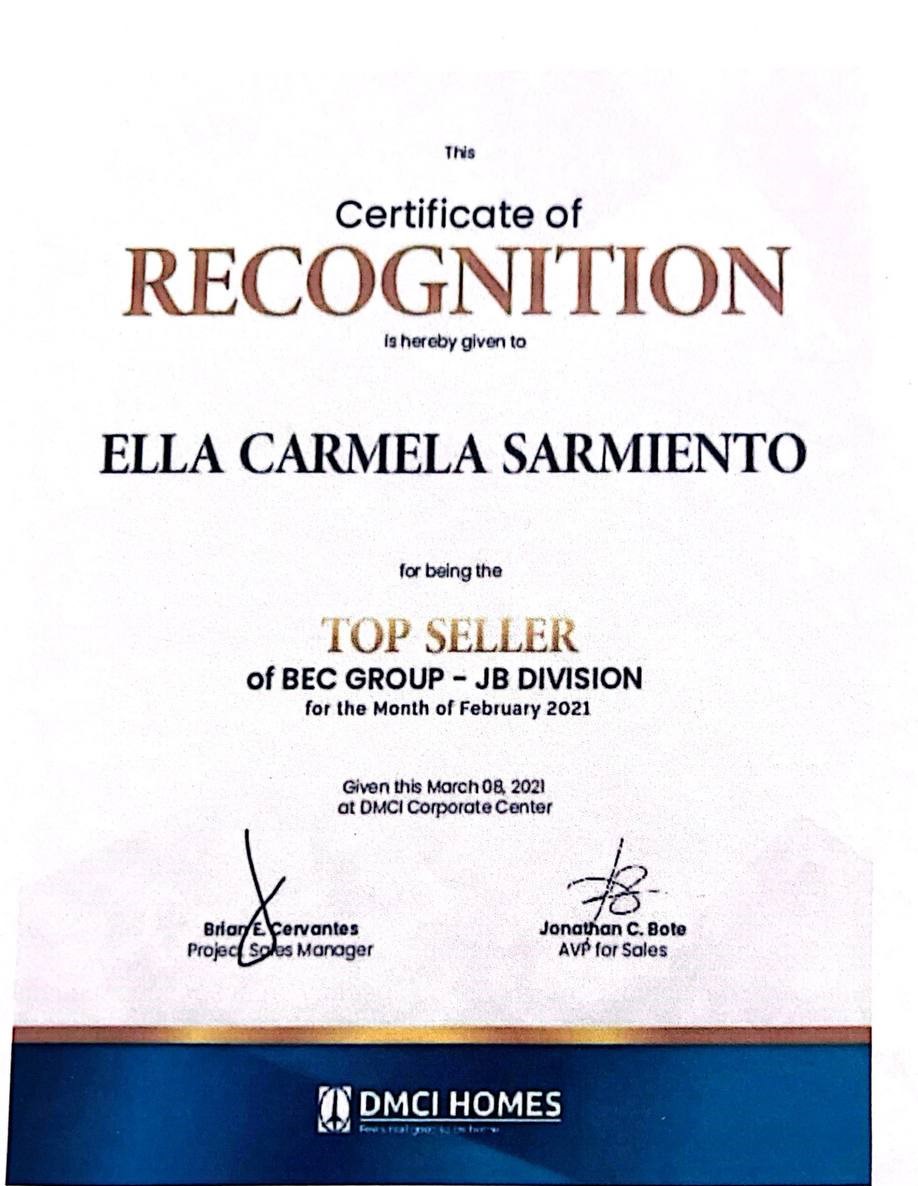 This
Certificate of
RECOGNITION
is hereby given to
ELLA CARMELA SARMIENTO
for being the
TOP SELLER
of BEC GROUP - JB DIVISION
for the Month of February 2021
Given this March 08, 2021
at DMCI Corporate Center
Brian E. Cervantes
Project Sales Manager
Jonathan C. Bote
AVP for Sales
DMCI HOMES